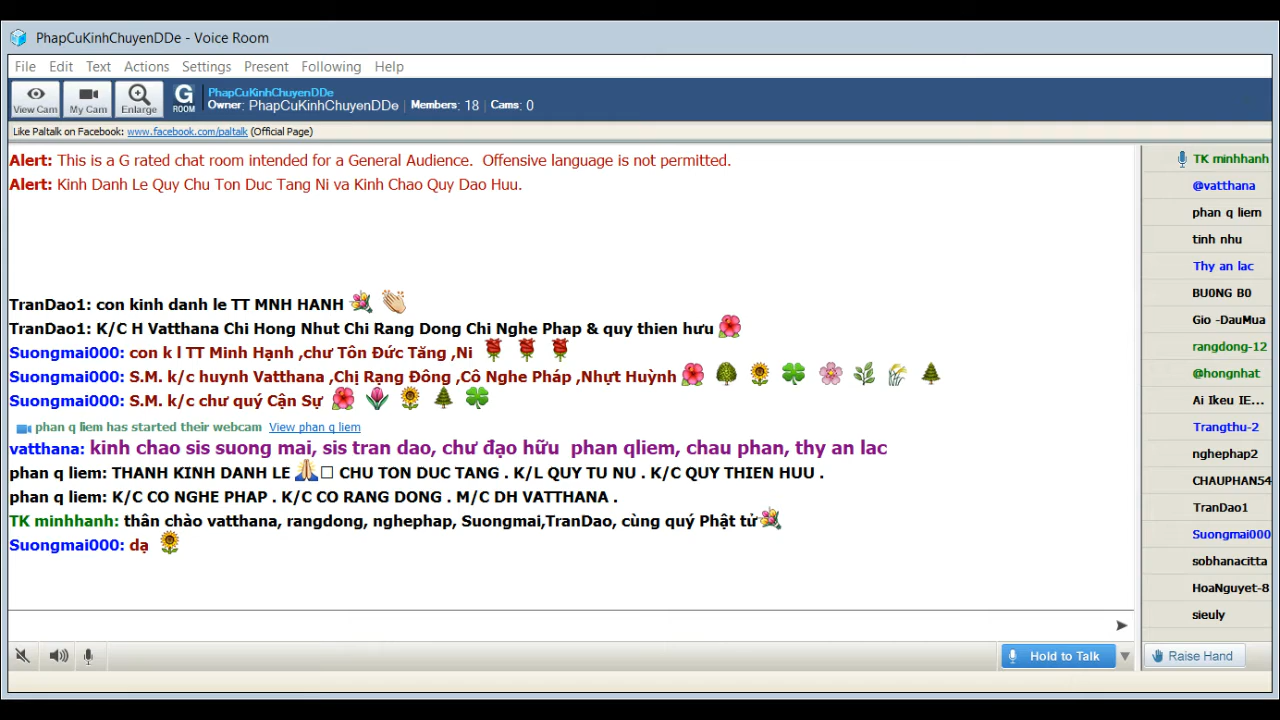 PhapCuKinhChuyenDDe - Voice Room
File Edit Text Actions Settings Present Following Help
View Cam My Cam Enlarge G ROOM PhapCuKinhChuyenDDe
Owner: PhapCuKinhChuyenDDe Members: 18 Cams: 0
Like Paltalk on Facebook: www.facebook.com/paltalk (Official Page)
Alert: This is a G rated chat room intended for a General Audience. Offensive language is not permitted.
Alert: Kinh Danh Le Quy Chu Ton Duc Tang Ni va Kinh Chao Quy Dao Huu.
TranDao1: con kinh danh le TT MNH HANH
TranDao1: K/C H Vatthana Chi Hong Nhut Chi Rang Dong Chi Nghe Phap & quy thien hưu
Suongmai000: con k l TT Minh Hạnh ,chư Tôn Đức Tăng ,Ni
Suongmai000: S.M. k/c huynh Vatthana ,Chị Rạng Đông ,Cô Nghe Pháp ,Nhựt Huỳnh
Suongmai000: S.M. k/c chư quý Cận Sự
phan q liem has started their webcam View phan q liem
vatthana: kinh chao sis suong mai, sis tran dao, chư đạo hữu phan qliem, chau phan, thy an lac
phan q liem: THANH KINH DANH LE CHU TON DUC TANG . K/L QUY TU NU . K/C QUY THIEN HUU .
phan q liem: K/C CO NGHE PHAP . K/C CO RANG DONG . M/C DH VATTHANA .
TK minhhanh: thân chào vatthana, rangdong, nghephap, Suongmai,TranDao, cùng quý Phật tử
Suongmai000: dạ
Hold to Talk
TK minhhanh
@vatthana
phan q liem
tinh nhu
Thy an lac
BU0NG B0
Gio -DauMua
rangdong-12
@hongnhat
Ai Ikeu IE...
Trangthu-2
nghephap2
CHAUPHAN54
TranDao1
Suongmai000
sobhanacitta
HoaNguyet-8
sieuly
Raise Hand